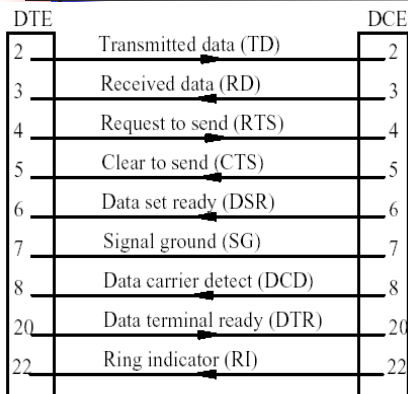 DTE DCE
2 Transmitted data (TD) 2
3 Received data (RD) 3
4 Request to send (RTS) 4
5 Clear to send (CTS) 5
6 Data set ready (DSR) 6
7 Signal ground (SG) 7
8 Data carrier detect (DCD) 8
20 Data terminal ready (DTR) 20
22 Ring indicator (RI) 22